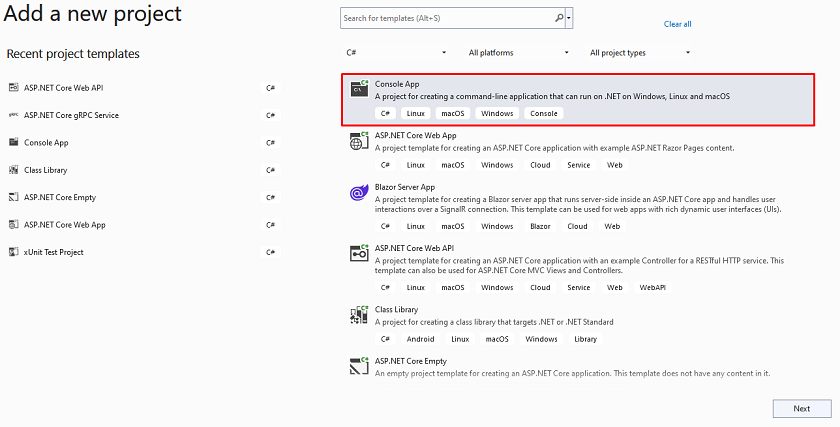 Add a new project
Search for templates (Alt+S)
Clear all
Recent project templates
C# All platforms All project types
ASP.NET Core Web API C#
ASP.NET Core gRPC Service C#
Console App C#
Class Library C#
ASP.NET Core Empty C#
ASP.NET Core Web App C#
xUnit Test Project C#
Console App
A project for creating a command-line application that can run on .NET on Windows, Linux and macOS
C# Linux macOS Windows Console
ASP.NET Core Web App
A project template for creating an ASP.NET Core application with example ASP.NET Razor Pages content.
C# Linux macOS Windows Cloud Service Web
Blazor Server App
A project template for creating a Blazor server app that runs server-side inside an ASP.NET Core app and handles user
interactions over a SignalR connection. This template can be used for web apps with rich dynamic user interfaces (UIs).
C# Linux macOS Windows Blazor Cloud Web
ASP.NET Core Web API
A project template for creating an ASP.NET Core application with an example Controller for a RESTful HTTP service. This
template can also be used for ASP.NET Core MVC Views and Controllers.
C# Linux macOS Windows Cloud Service Web WebAPI
Class Library
A project for creating a class library that targets .NET or .NET Standard
C# Android Linux macOS Windows Library
ASP.NET Core Empty
An empty project template for creating an ASP.NET Core application. This template does not have any content in it.
Next